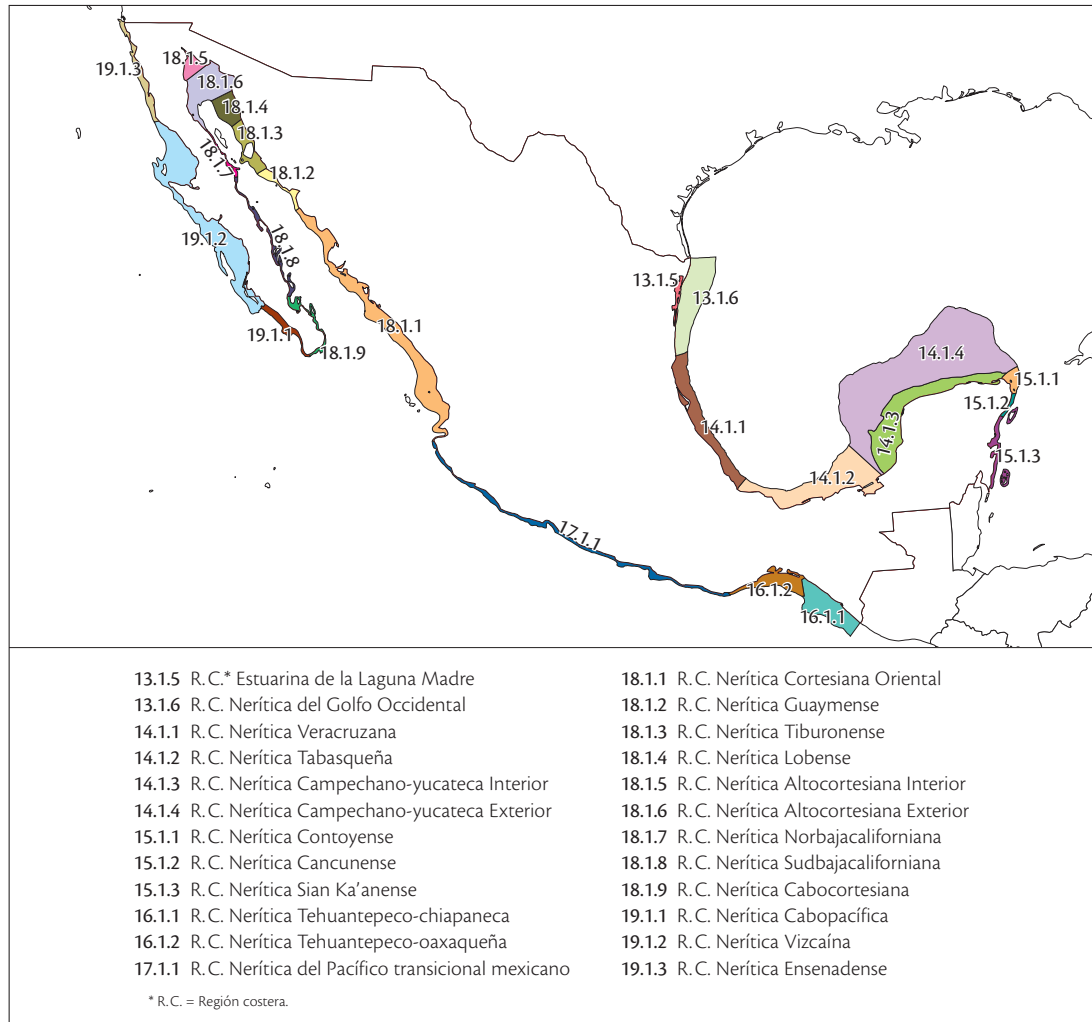 19.1.3
18.1.5
18.1.6
18.1.4
18.1.3
18.1.7
18.1.2
19.1.2
18.1.8
13.1.5
13.1.6
18.1.1
19.1.1
18.1.9
14.1.4
15.1.1
15.1.2
14.1.1
14.1.3
15.1.3
14.1.2
17.1.1
16.1.2
16.1.1
13.1.5 R.C.* Estuarina de la Laguna Madre
13.1.6 R.C. Nerítica del Golfo Occidental
14.1.1 R.C. Nerítica Veracruzana
14.1.2 R.C. Nerítica Tabasqueña
14.1.3 R.C. Nerítica Campechano-yucateca Interior
14.1.4 R.C. Nerítica Campechano-yucateca Exterior
15.1.1 R.C. Nerítica Contoyense
15.1.2 R.C. Nerítica Cancunense
15.1.3 R.C. Nerítica Sian Ka’anense
16.1.1 R.C. Nerítica Tehuantepeco-chiapaneca
16.1.2 R.C. Nerítica Tehuantepeco-oaxaqueña
17.1.1 R.C. Nerítica del Pacífico transicional mexicano
18.1.1 R.C. Nerítica Cortesiana Oriental
18.1.2 R.C. Nerítica Guaymense
18.1.3 R.C. Nerítica Tiburonense
18.1.4 R.C. Nerítica Lobense
18.1.5 R.C. Nerítica Altocortesiana Interior
18.1.6 R.C. Nerítica Altocortesiana Exterior
18.1.7 R.C. Nerítica Norbajacaliforniana
18.1.8 R.C. Nerítica Sudbajacaliforniana
18.1.9 R.C. Nerítica Cabocortesiana
19.1.1 R.C. Nerítica Cabopacífica
19.1.2 R.C. Nerítica Vizcaína
19.1.3 R.C. Nerítica Ensenadense
* R.C. = Región costera.